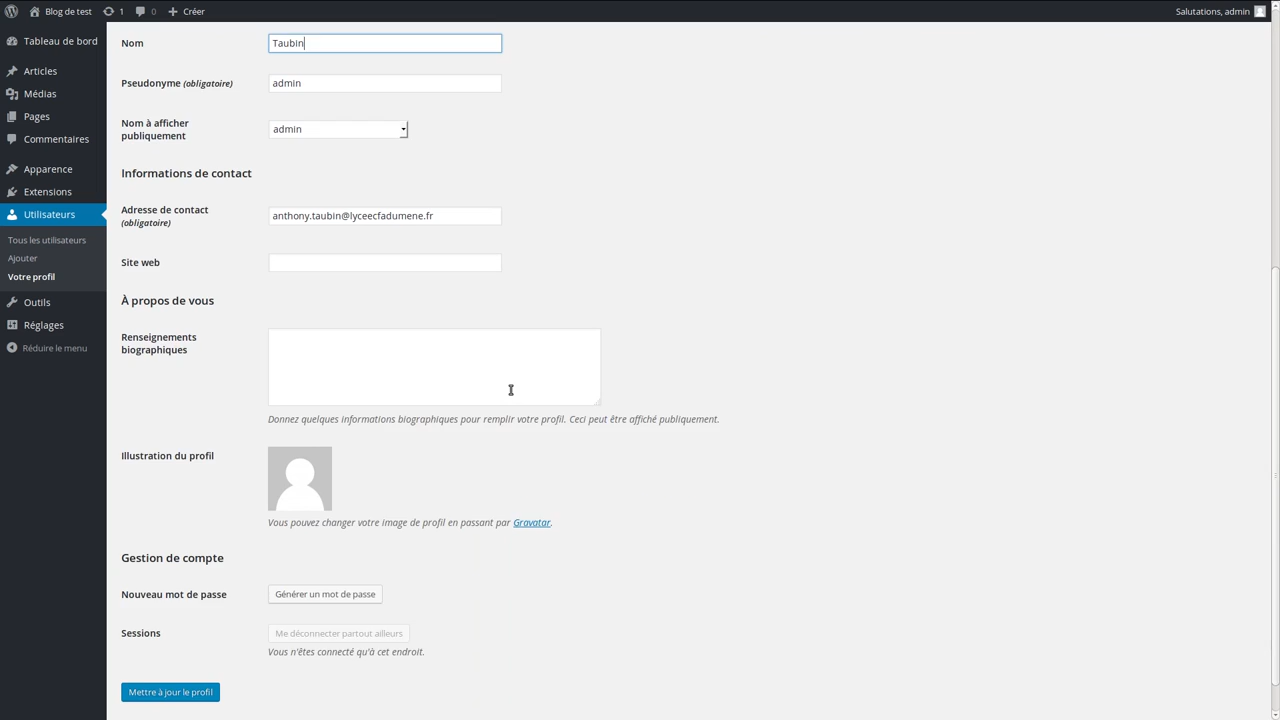 Blog de test
1
0
Créer
Salutations, admin
Tableau de bord
Articles
Médias
Pages
Commentaires
Apparence
Extensions
Utilisateurs
Tous les utilisateurs
Ajouter
Votre profil
Outils
Réglages
Réduire le menu
Nom
Taubin
Pseudonyme (obligatoire)
admin
Nom à afficher
publiquement
admin
Informations de contact
Adresse de contact
(obligatoire)
anthony.taubin@lyceecfadumene.fr
Site web
À propos de vous
Renseignements
biographiques
Donnez quelques informations biographiques pour remplir votre profil. Ceci peut être affiché publiquement.
Illustration du profil
Vous pouvez changer votre image de profil en passant par Gravatar.
Gestion de compte
Nouveau mot de passe
Générer un mot de passe
Sessions
Me déconnecter partout ailleurs
Vous n'êtes connecté qu'à cet endroit.
Mettre à jour le profil